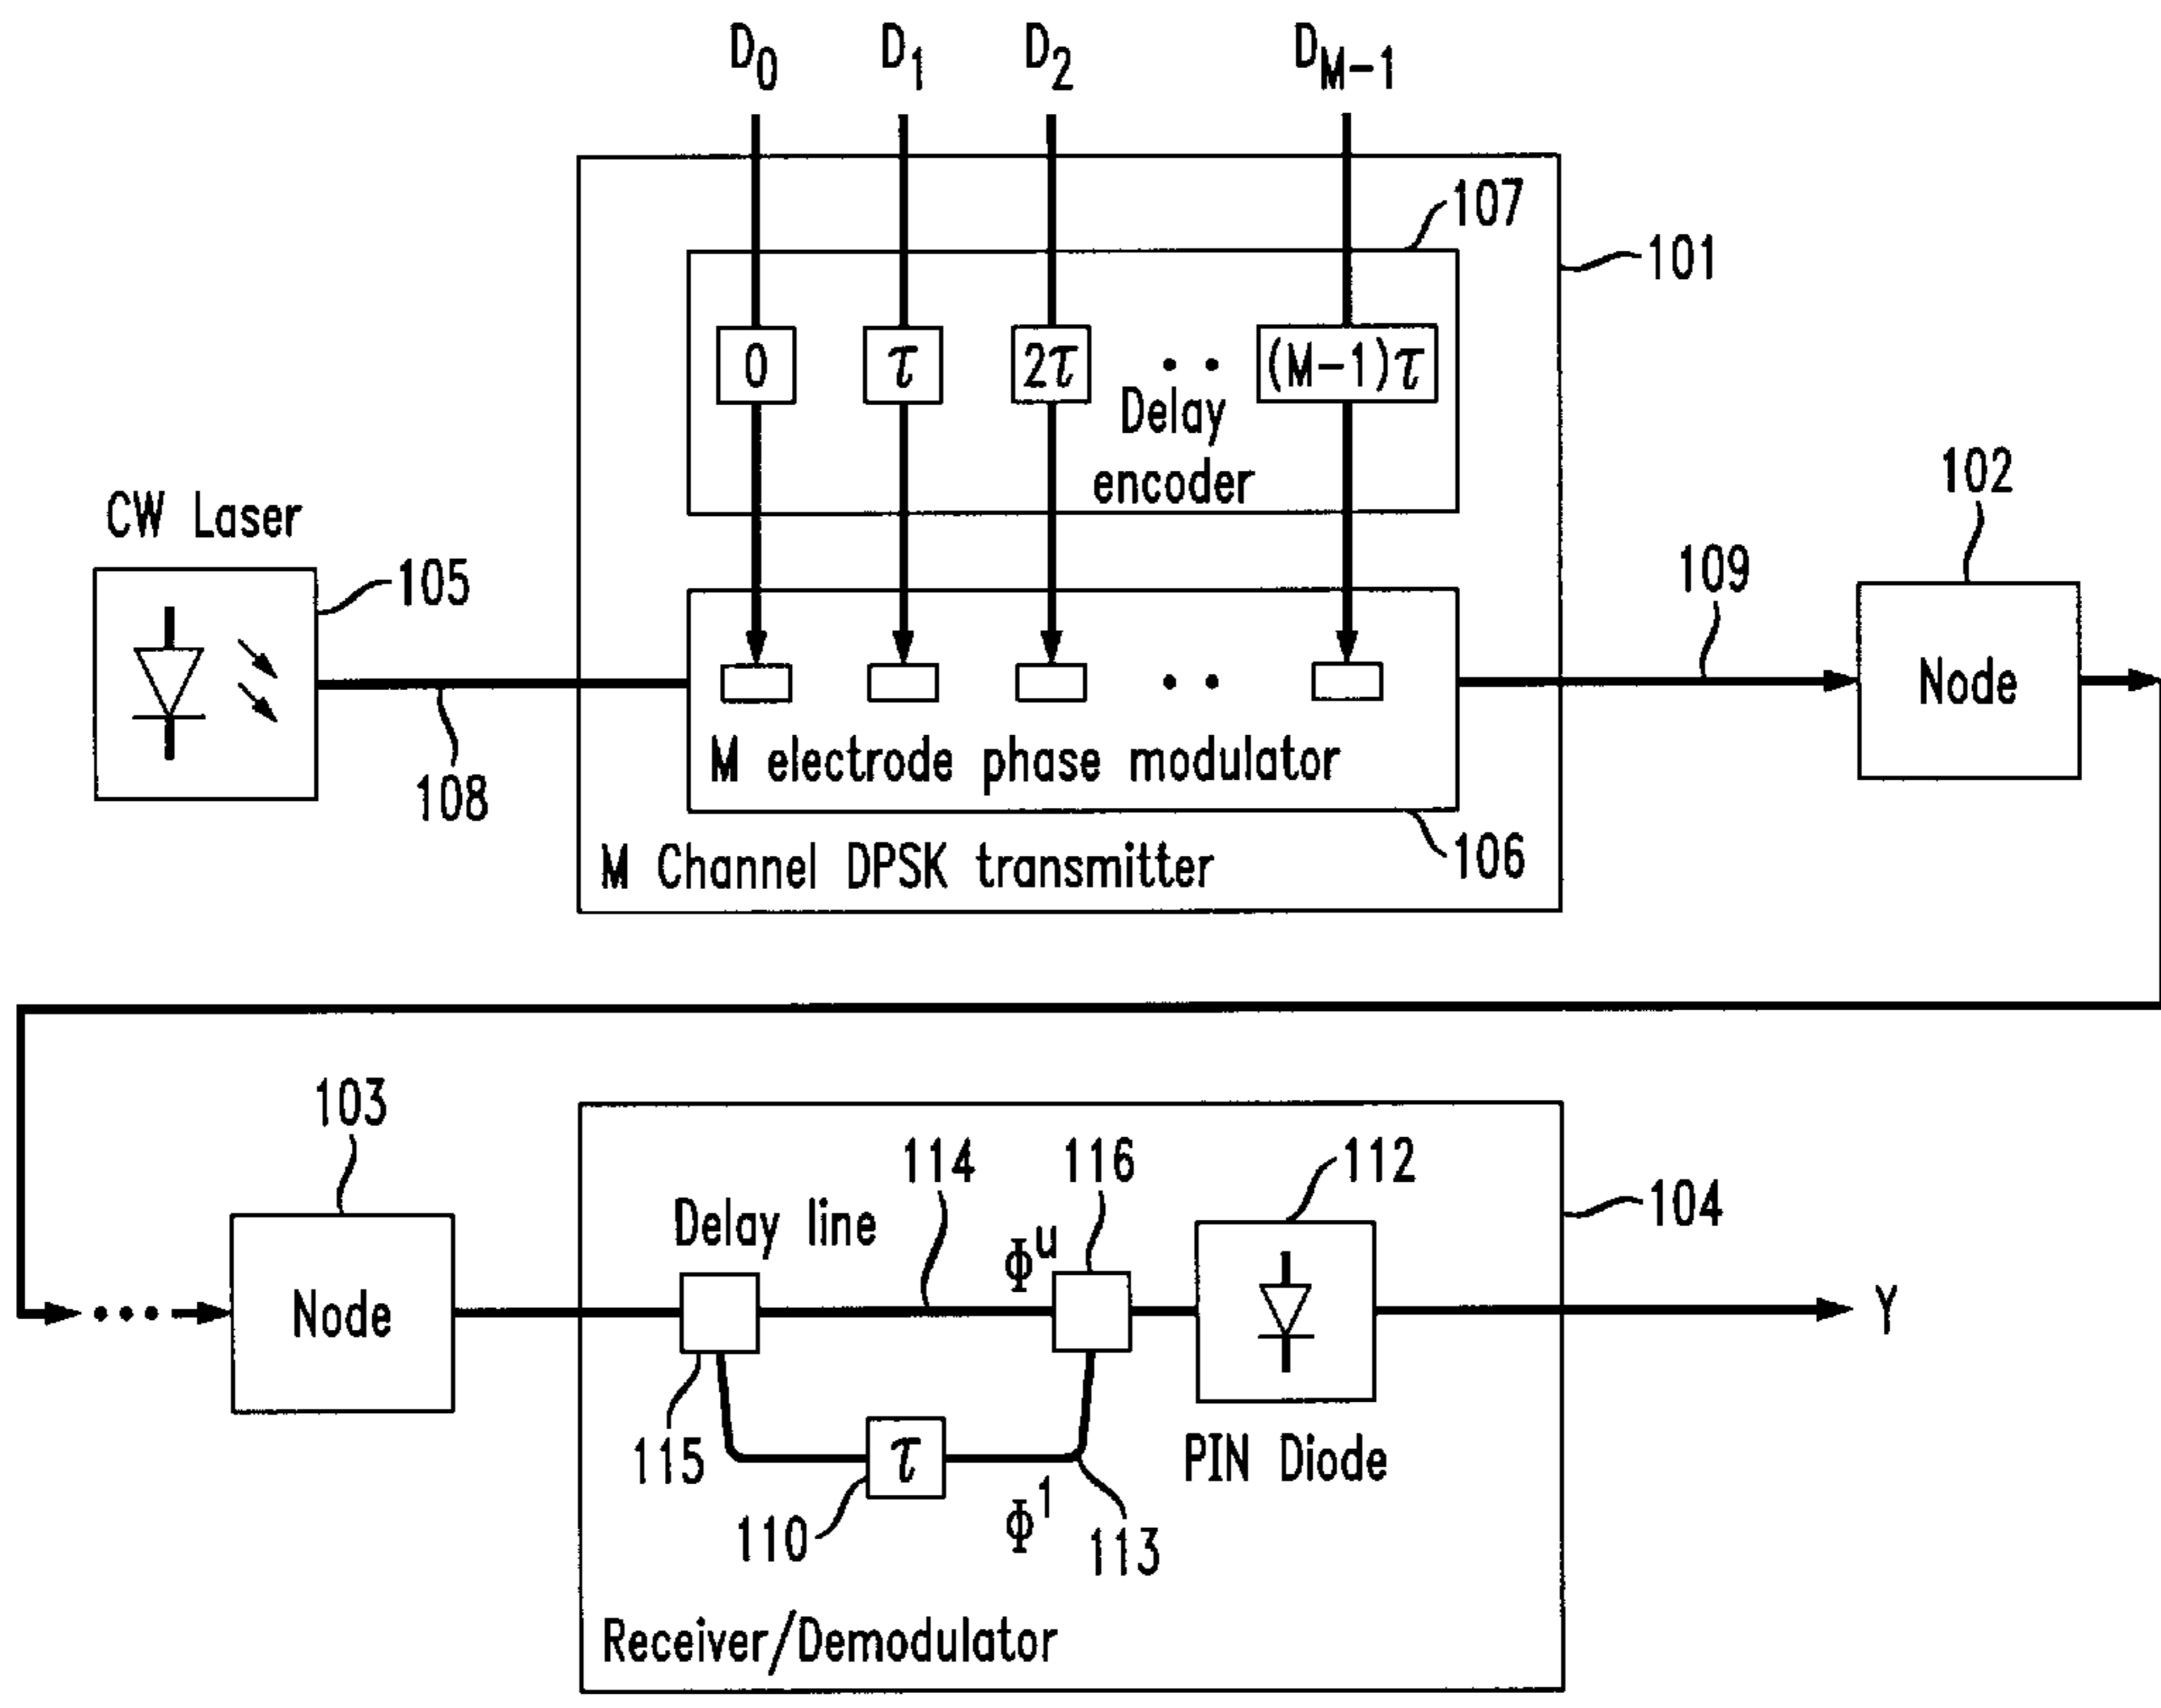 D0 D1 D2 DM-1
107
101
0 τ 2τ •• (M-1)τ
Delay
encoder
102
CW Laser
105
109
Node
••
M electrode phase modulator
108
106
M Channel DPSK transmitter
103
114
116
112
104
Delay line
Φu
Node
•••
Y
115
τ
PIN Diode
110
Φ1
113
Receiver/Demodulator